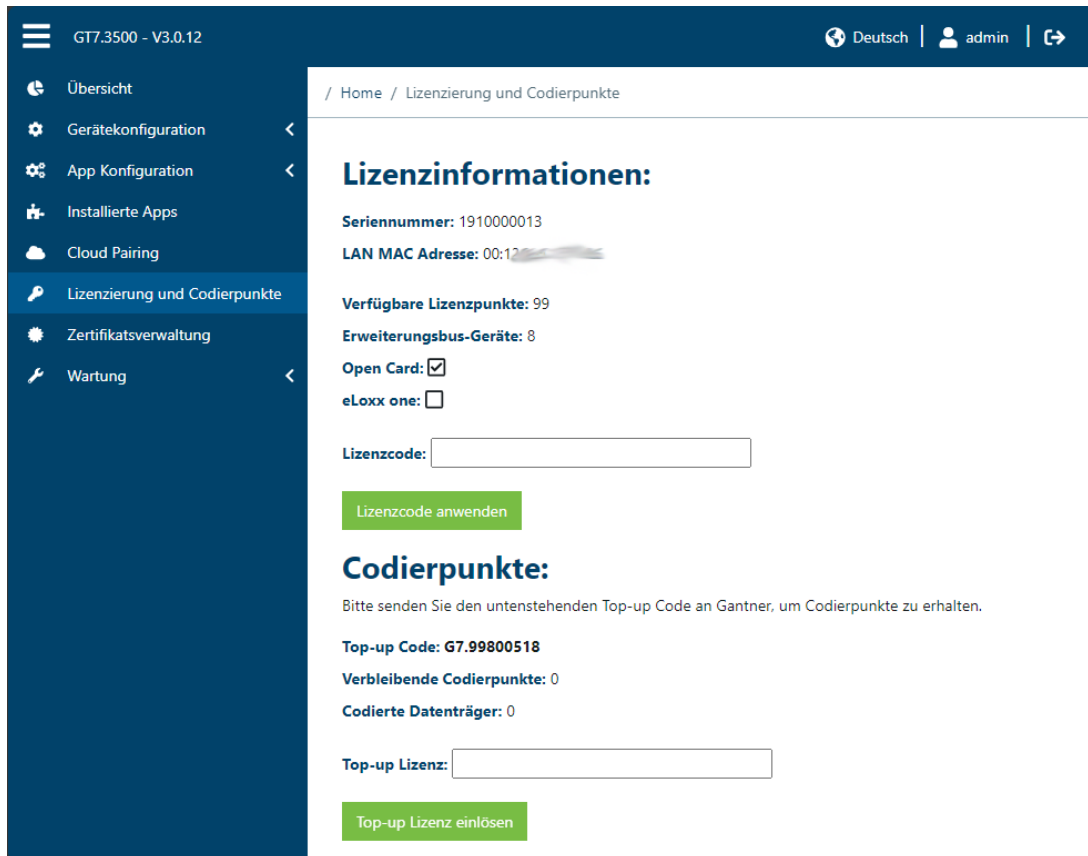 GT7.3500 - V3.0.12
Deutsch
admin
Übersicht
Gerätekonfiguration
App Konfiguration
Installierte Apps
Cloud Pairing
Lizenzierung und Codierpunkte
Zertifikatsverwaltung
Wartung
/ Home / Lizenzierung und Codierpunkte
Lizenzinformationen:
Seriennummer: 1910000013
LAN MAC Adresse: 00:12
Verfügbare Lizenzpunkte: 99
Erweiterungsbus-Geräte: 8
Open Card:
eLoxx one:
Lizenzcode:
Lizenzcode anwenden
Codierpunkte:
Bitte senden Sie den untenstehenden Top-up Code an Gantner, um Codierpunkte zu erhalten.
Top-up Code: G7.99800518
Verbleibende Codierpunkte: 0
Codierte Datenträger: 0
Top-up Lizenz:
Top-up Lizenz einlösen